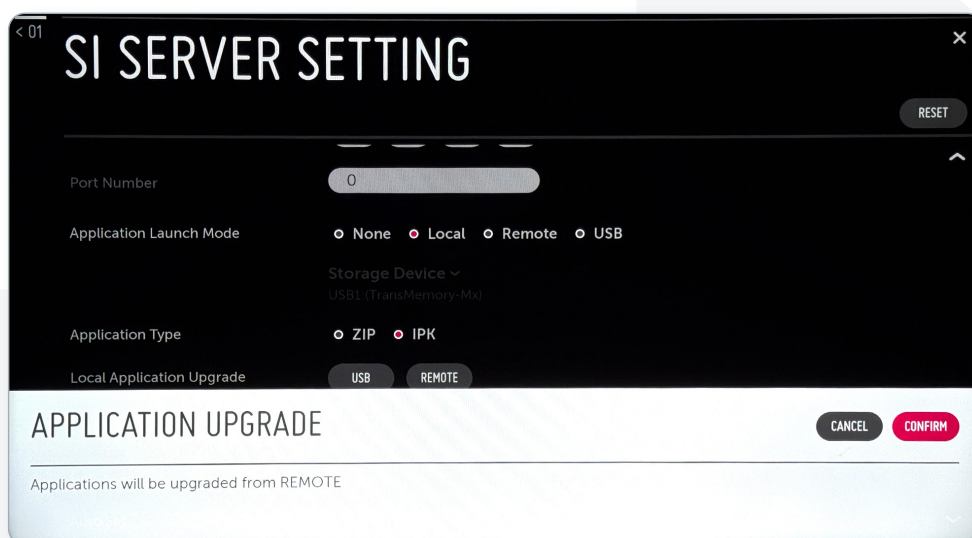 < 01
SI SERVER SETTING
×
RESET
Port Number 0
Application Launch Mode None Local Remote USB
Storage Device
USB1 (TransMemory-Mx)
Application Type ZIP IPK
Local Application Upgrade USB REMOTE
APPLICATION UPGRADE CANCEL CONFIRM
Applications will be upgraded from REMOTE